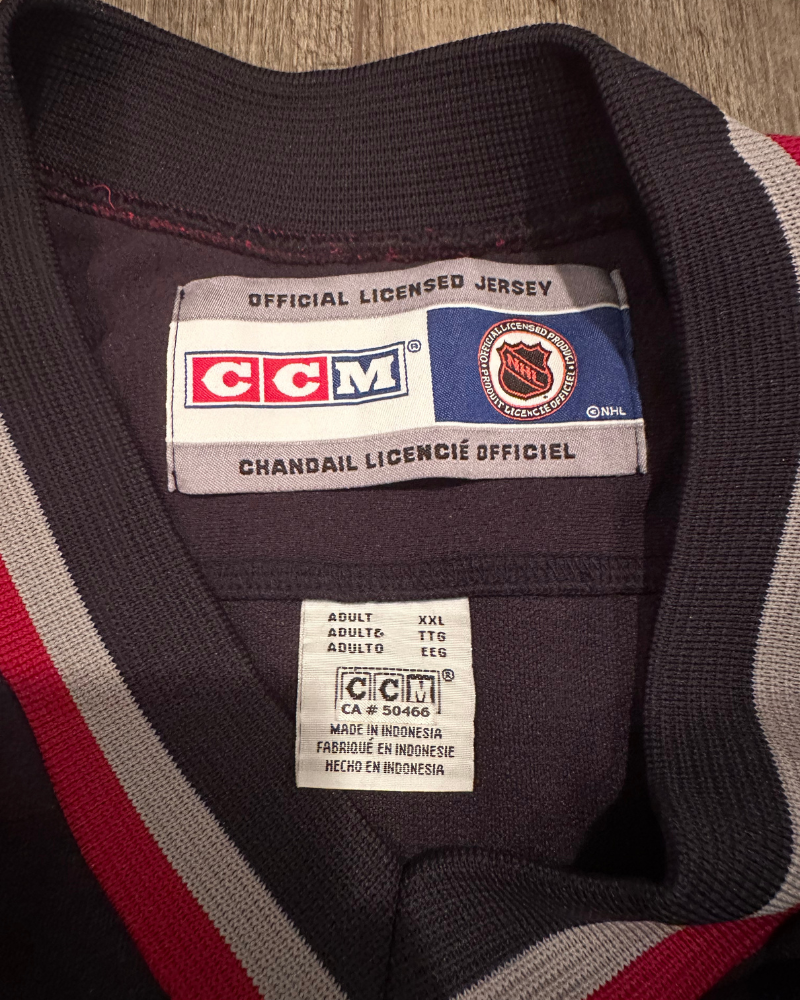 OFFICIAL LICENSED JERSEY
CCM®
OFFICIAL LICENSED PRODUCT
NHL
PRODUIT LICENCIE OFFICIEL
©NHL
CHANDAIL LICENCIÉ OFFICIEL
ADULT XXL
ADULTE TTG
ADULTO EEG
CCM®
CA # 50466
MADE IN INDONESIA
FABRIQUÉ EN INDONESIE
HECHO EN INDONESIA